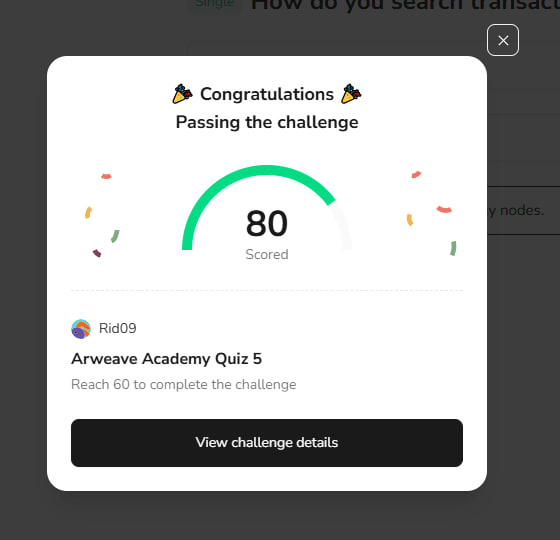 Single How do you search transact
Congratulations
Passing the challenge
y nodes.
80
Scored
Rid09
Arweave Academy Quiz 5
Reach 60 to complete the challenge
View challenge details